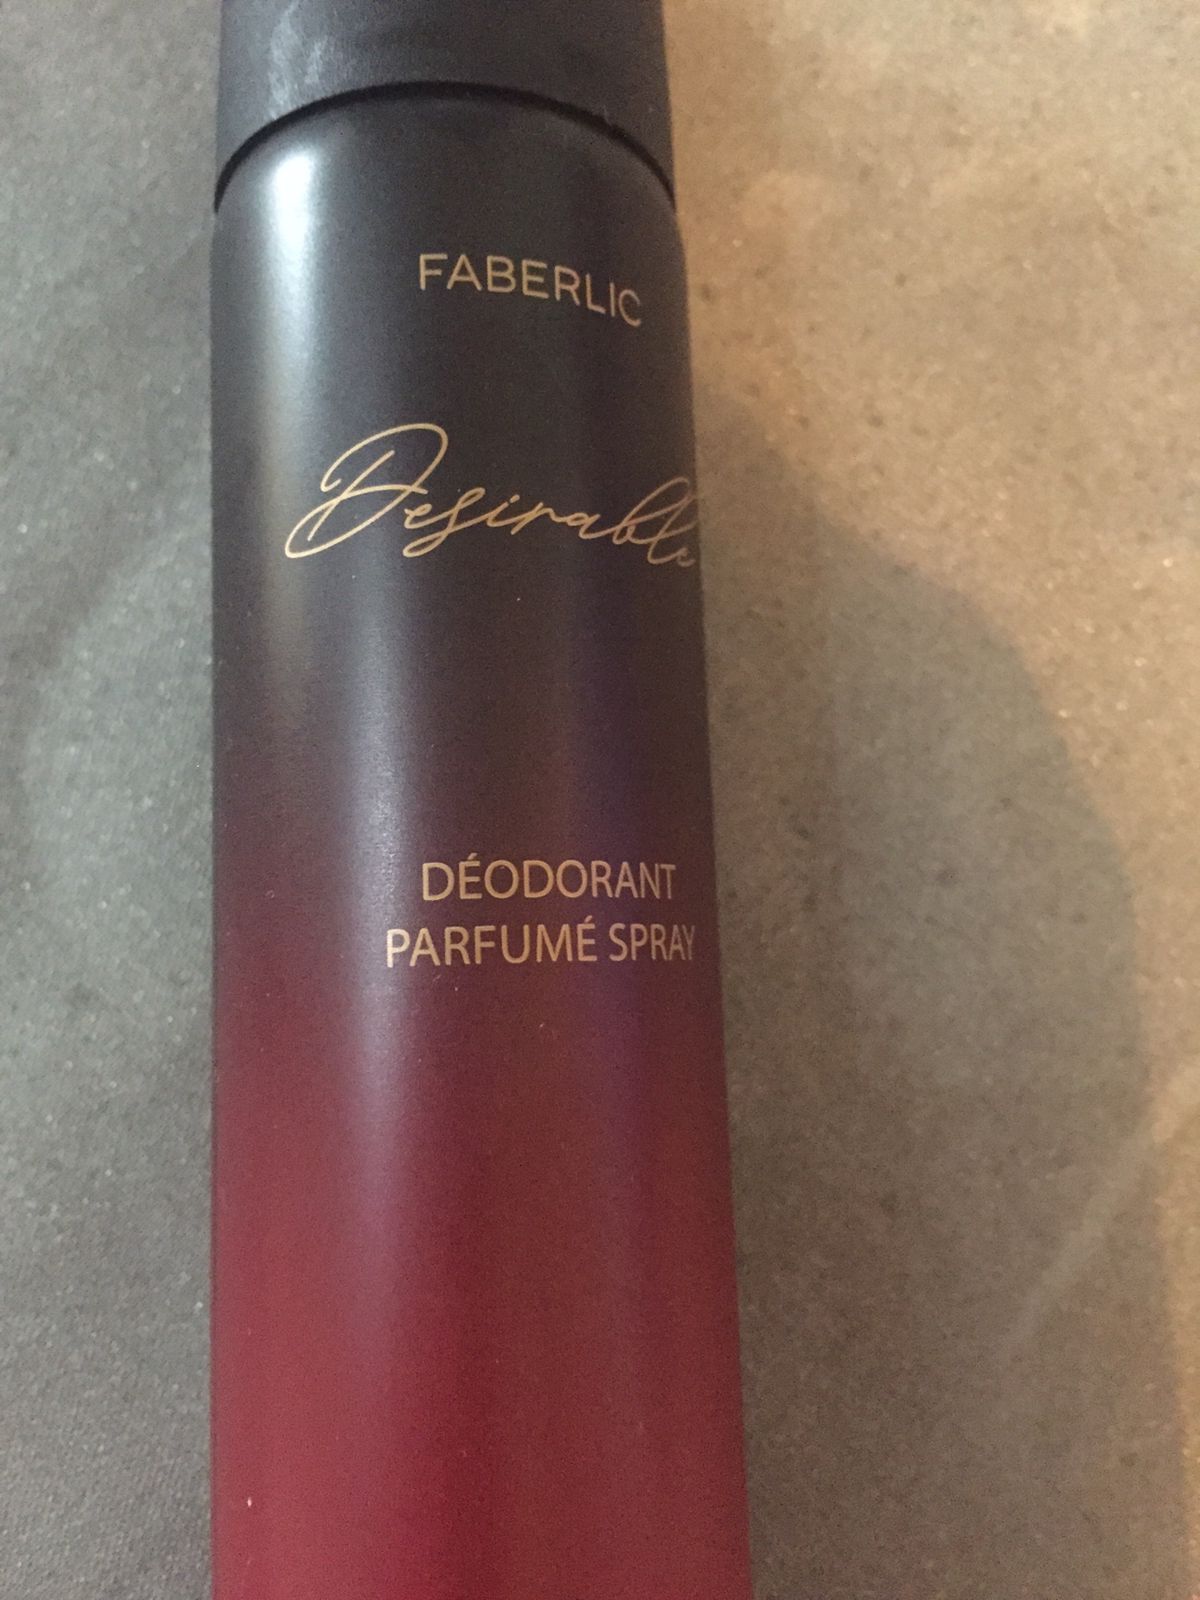 FABERLIC
Desirable
DÉODORANT
PARFUMÉ SPRAY